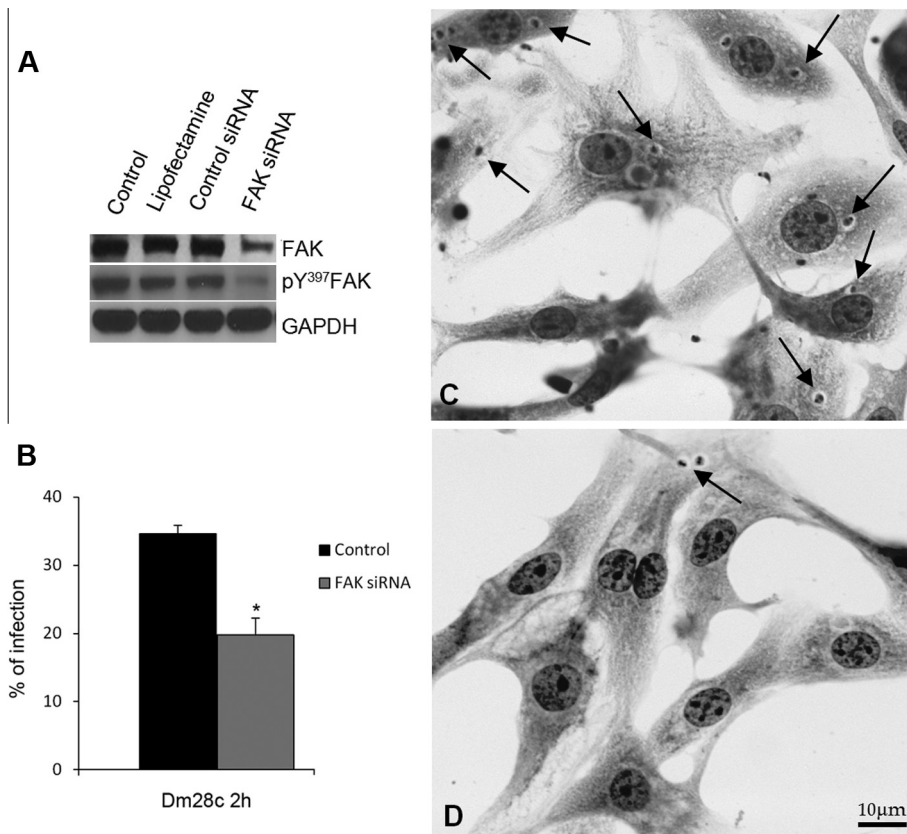 A
Control
Lipofectamine
Control siRNA
FAK siRNA
FAK
pY³⁹⁷FAK
GAPDH
B
40
30
20
10
0
% of infection
Control
FAK siRNA
*
Dm28c 2h
C
D
10µm